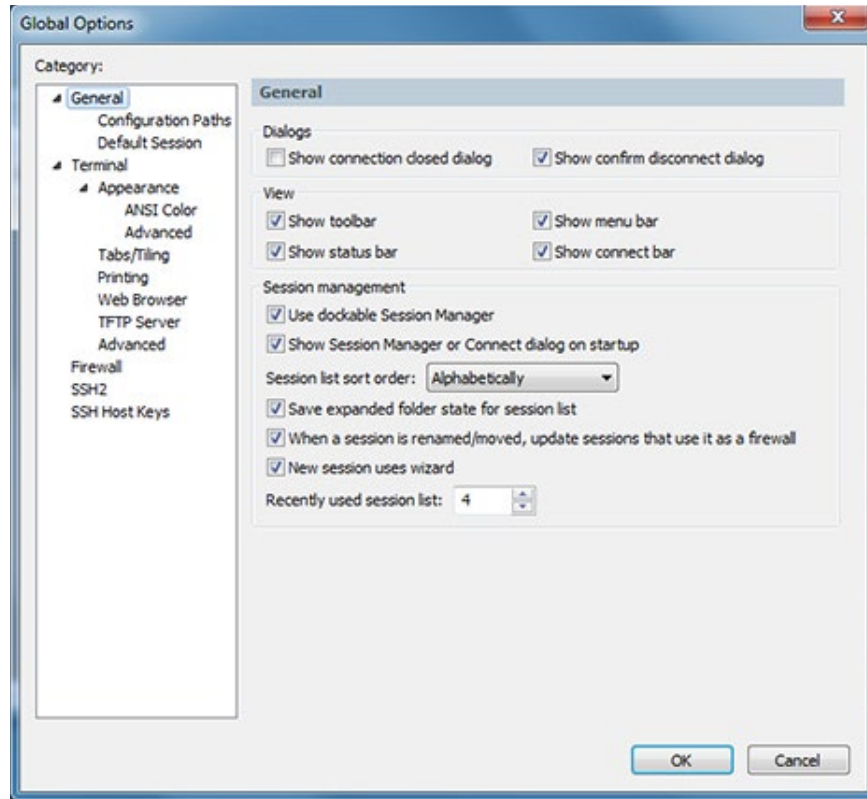 Global Options
Category:
General
Configuration Paths
Default Session
Terminal
Appearance
ANSI Color
Advanced
Tabs/Tiling
Printing
Web Browser
TFTP Server
Advanced
Firewall
SSH2
SSH Host Keys
General
Dialogs
Show connection closed dialog
Show confirm disconnect dialog
View
Show toolbar
Show menu bar
Show status bar
Show connect bar
Session management
Use dockable Session Manager
Show Session Manager or Connect dialog on startup
Session list sort order: Alphabetically
Save expanded folder state for session list
When a session is renamed/moved, update sessions that use it as a firewall
New session uses wizard
Recently used session list: 4
OK
Cancel